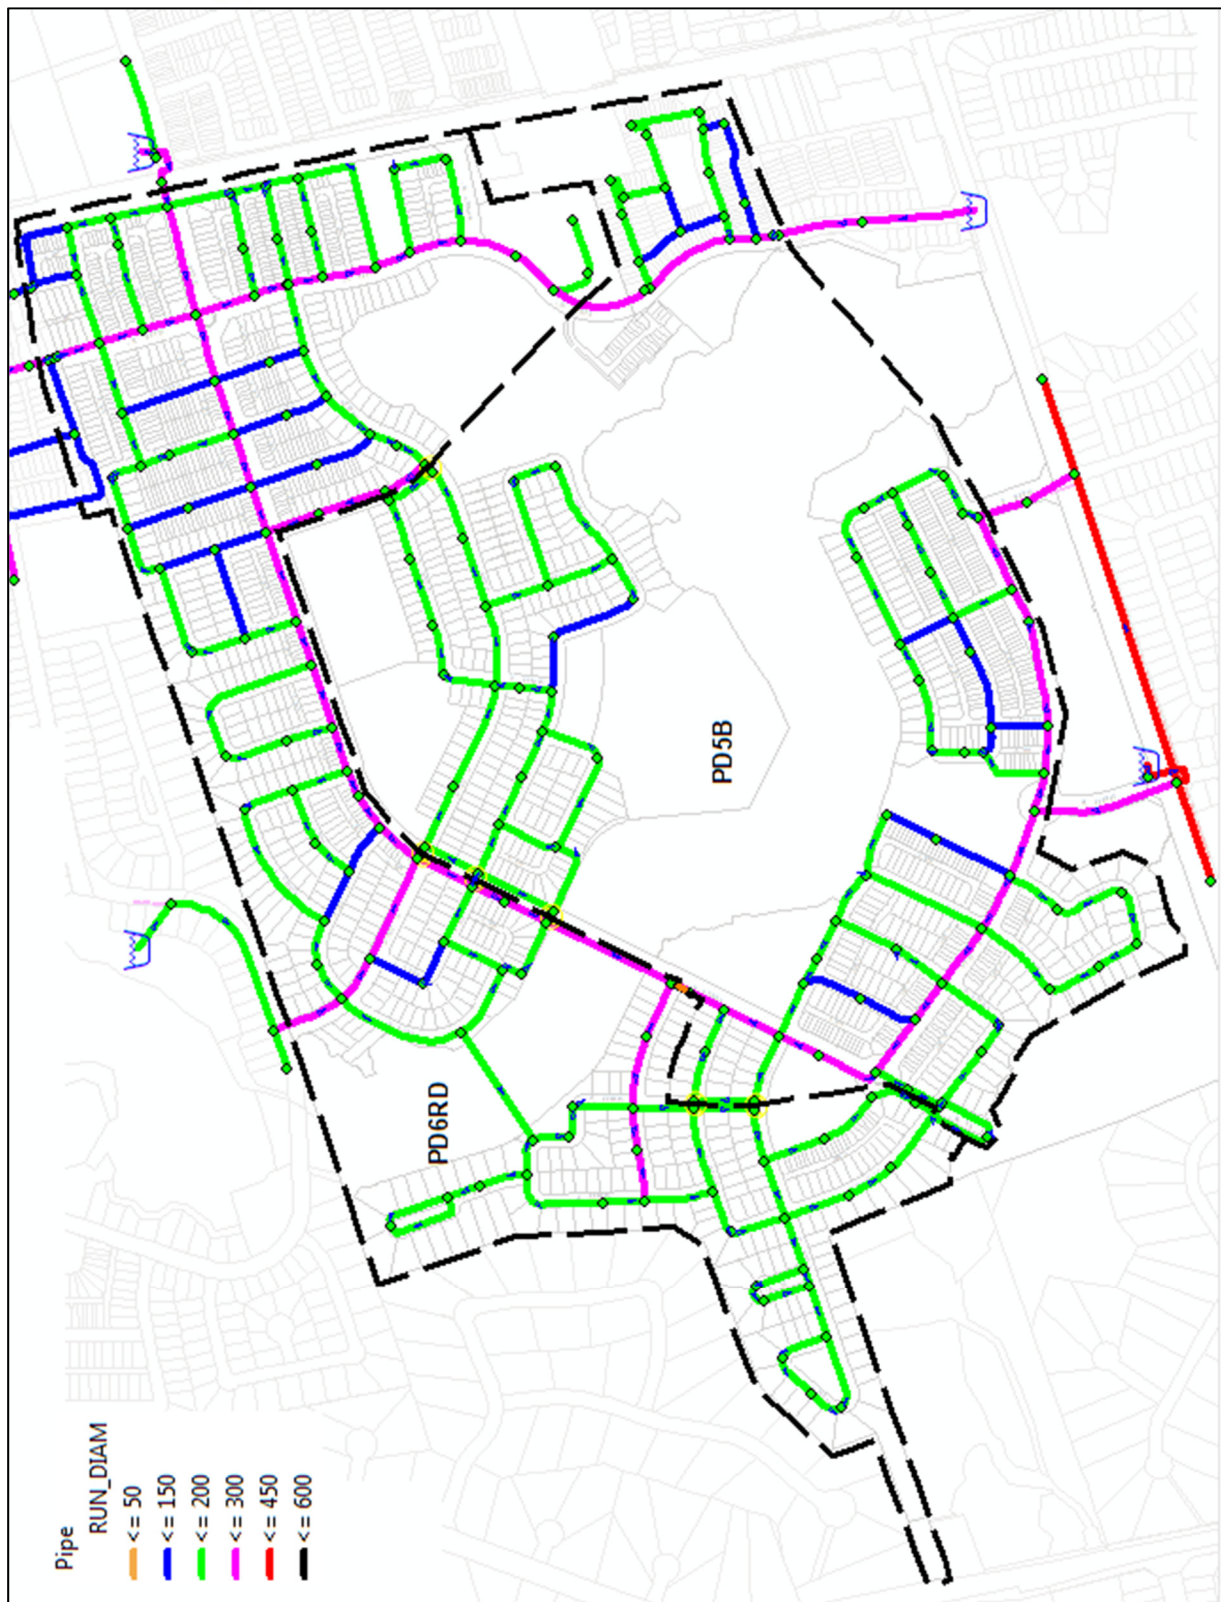 Pipe
RUN_DIAM
<= 50
<= 150
<= 200
<= 300
<= 450
<= 600
PD6RD
PD5B